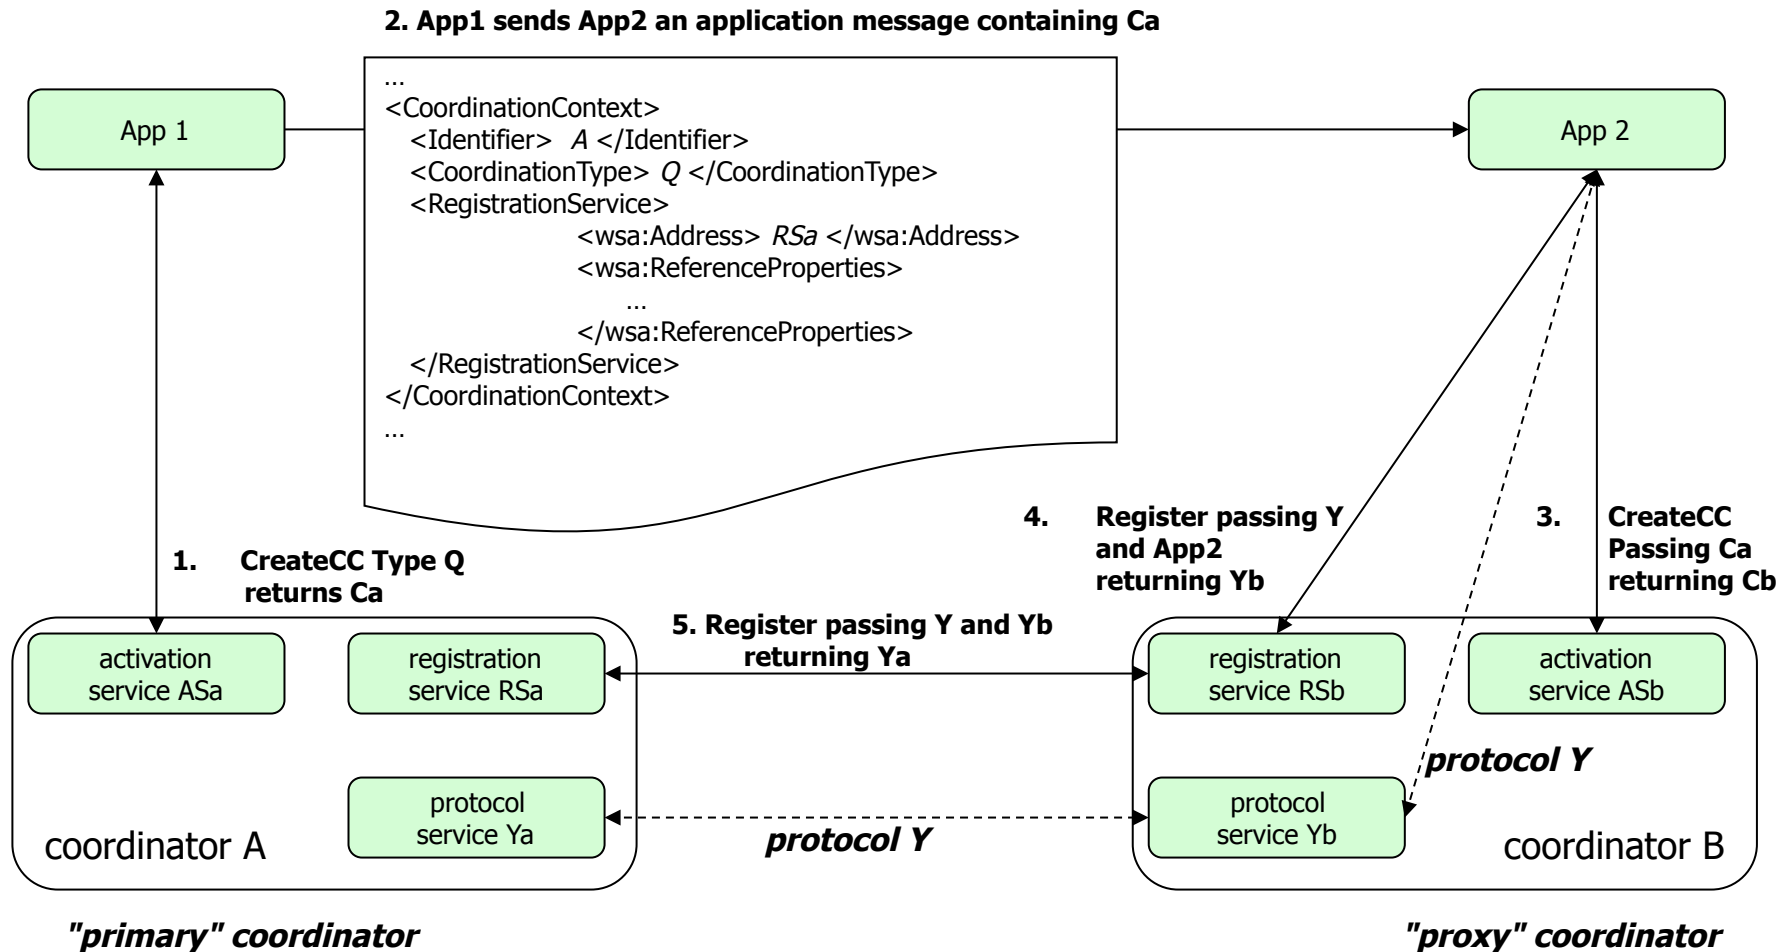 2. App1 sends App2 an application message containing Ca
App 1
...
<CoordinationContext>
<Identifier> A </Identifier>
<CoordinationType> Q </CoordinationType>
<RegistrationService>
<wsa:Address> RSa </wsa:Address>
<wsa:ReferenceProperties>
...
</wsa:ReferenceProperties>
</RegistrationService>
</CoordinationContext>
...
App 2
1. CreateCC Type Q
returns Ca
4. Register passing Y
and App2
returning Yb
3. CreateCC
Passing Ca
returning Cb
activation
service ASa
registration
service RSa
5. Register passing Y and Yb
returning Ya
registration
service RSb
activation
service ASb
protocol
service Ya
coordinator A
protocol Y
protocol
service Yb
protocol Y
coordinator B
"primary" coordinator
"proxy" coordinator